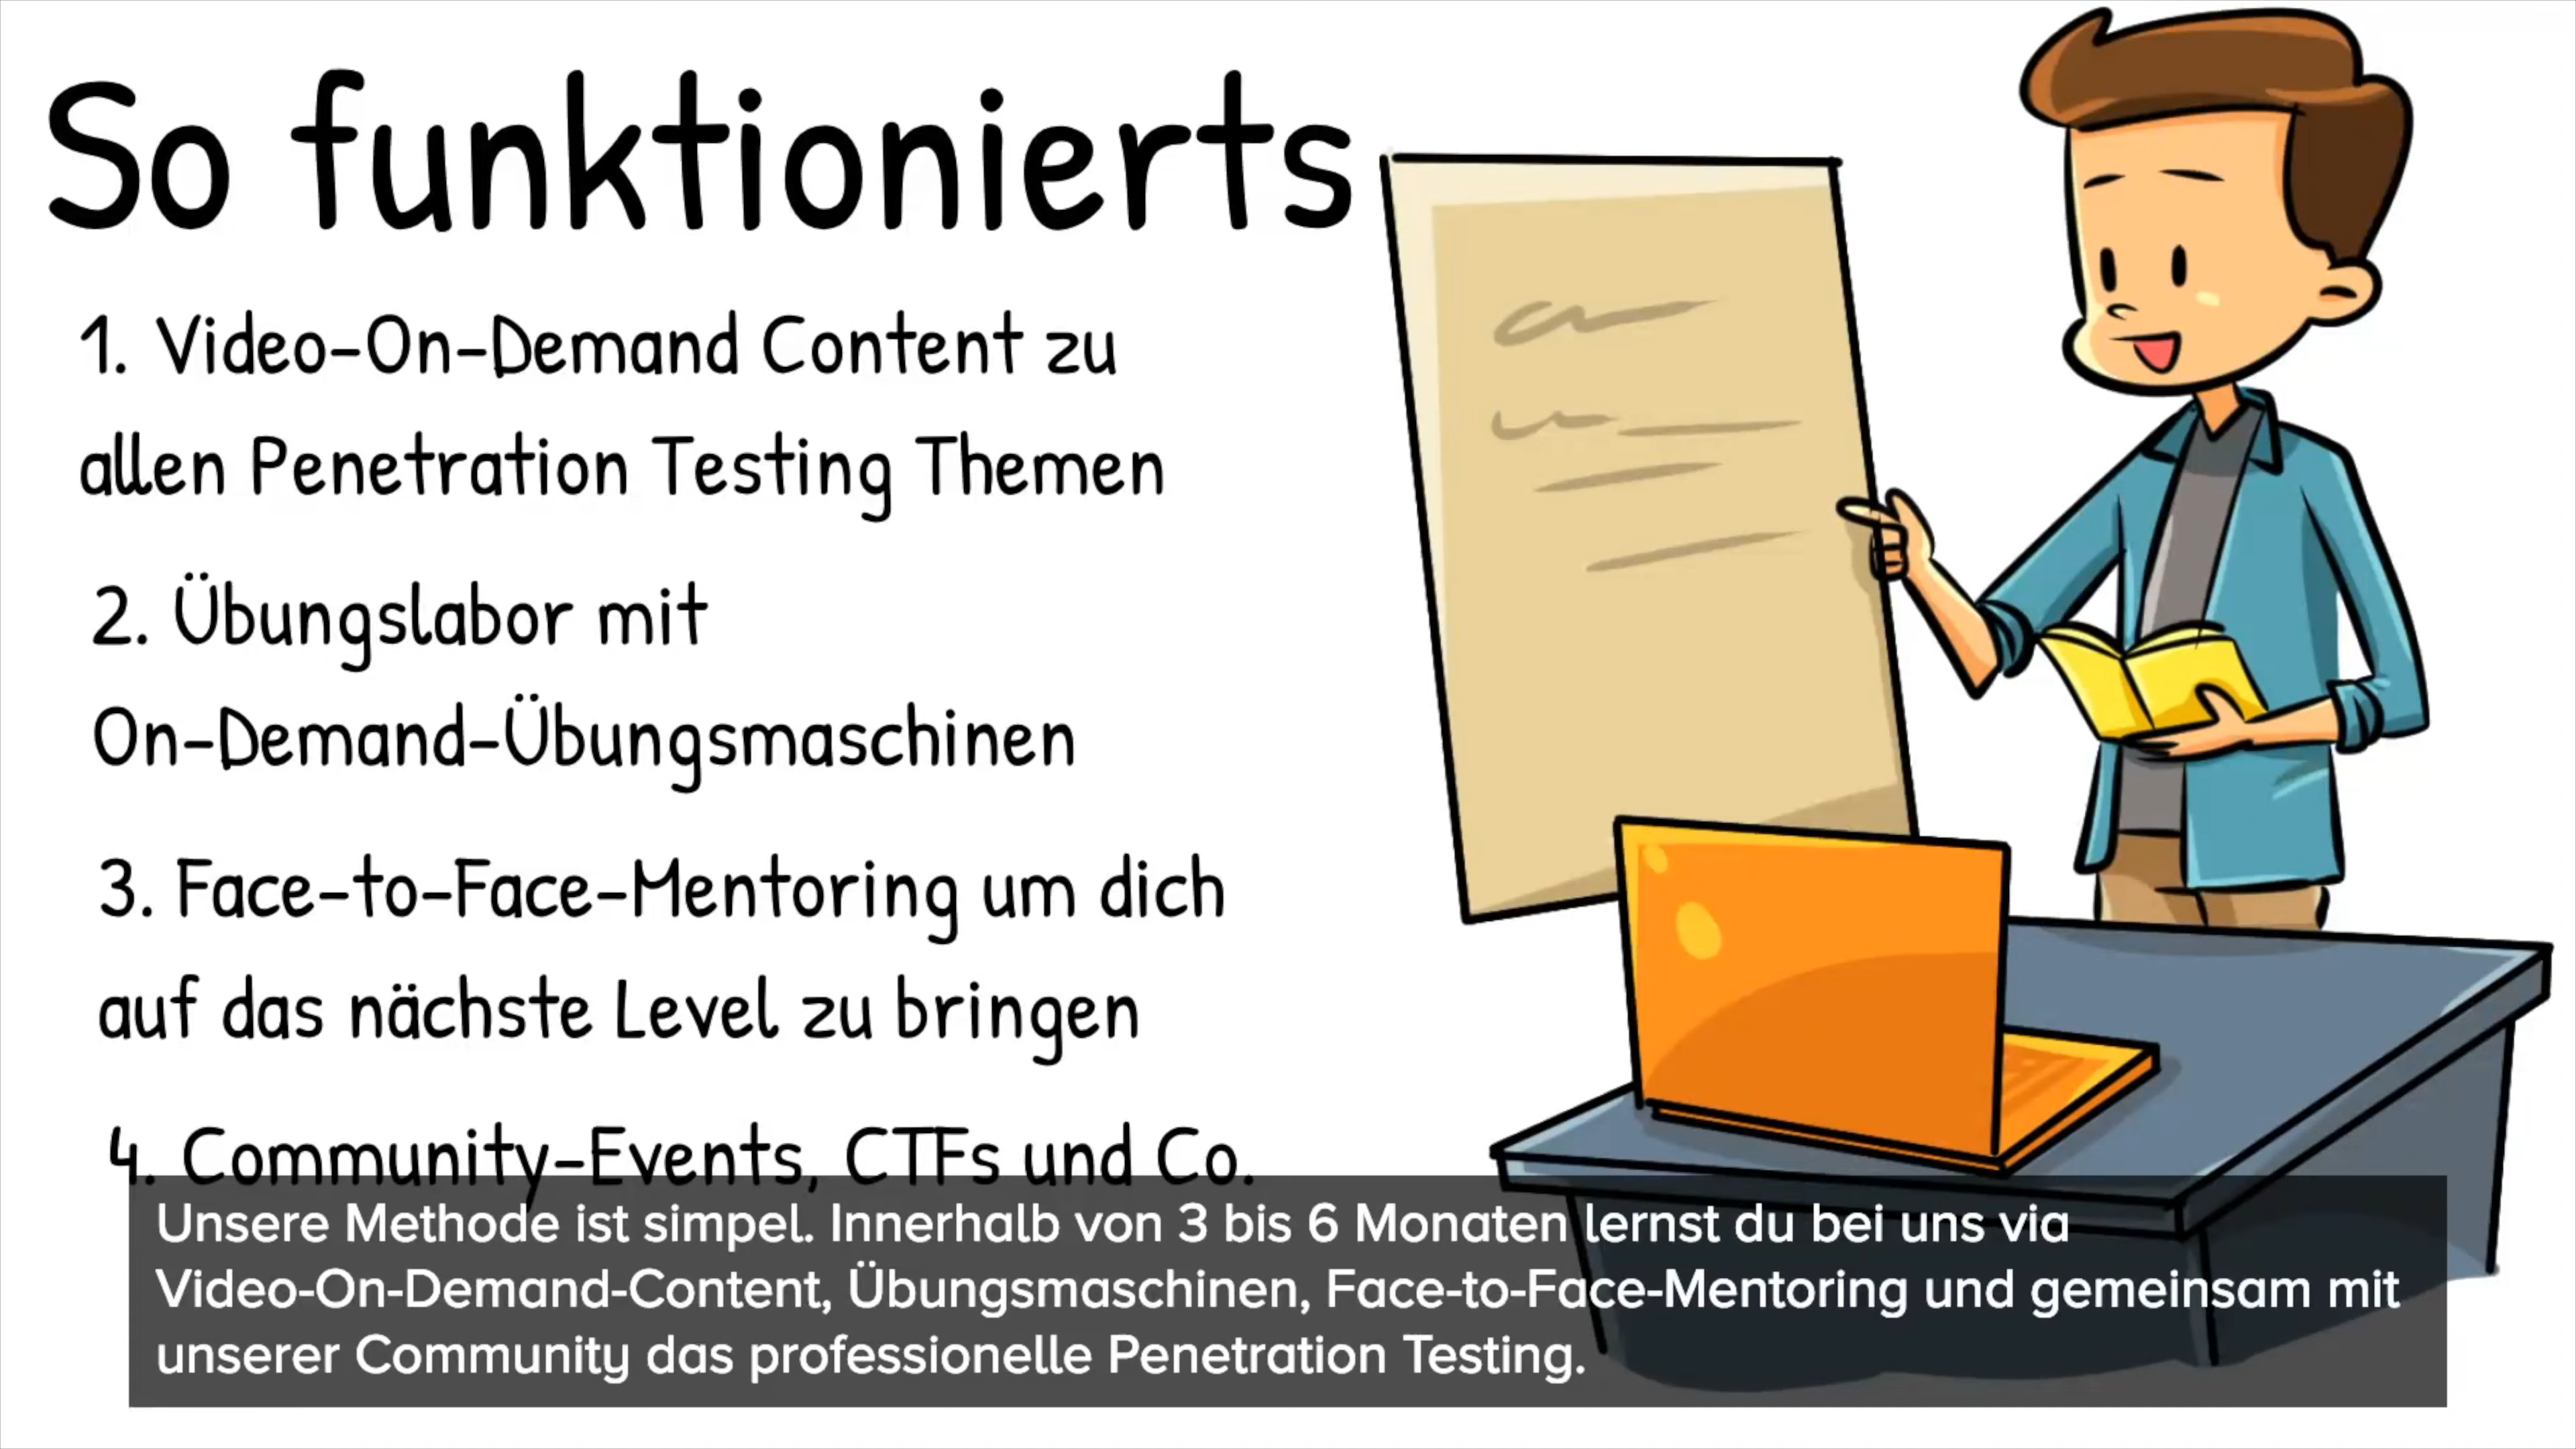 So funktionierts
1. Video-On-Demand Content zu
allen Penetration Testing Themen
2. Übungslabor mit
On-Demand-Übungsmaschinen
3. Face-to-Face-Mentoring um dich
auf das nächste Level zu bringen
4. Community-Events, CTFs und Co.
Unsere Methode ist simpel. Innerhalb von 3 bis 6 Monaten lernst du bei uns via
Video-On-Demand-Content, Übungsmaschinen, Face-to-Face-Mentoring und gemeinsam mit
unserer Community das professionelle Penetration Testing.